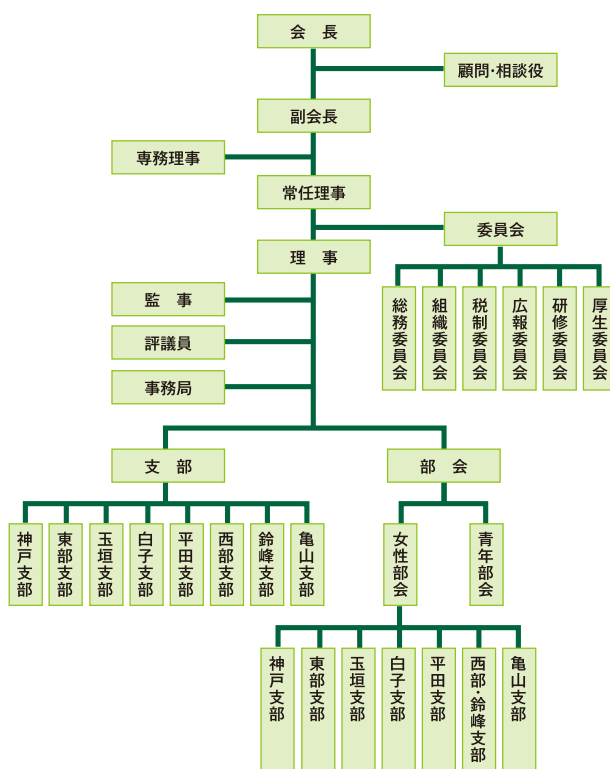 会　長
顧問・相談役
副会長
専務理事
常任理事
委員会
理　事
総務委員会
組織委員会
税制委員会
広報委員会
研修委員会
厚生委員会
監　事
評議員
事務局
支　部
部　会
神戸支部
東部支部
玉垣支部
白子支部
平田支部
西部支部
鈴峰支部
亀山支部
女性部会
青年部会
神戸支部
東部支部
玉垣支部
白子支部
平田支部
西部・鈴峰支部
亀山支部